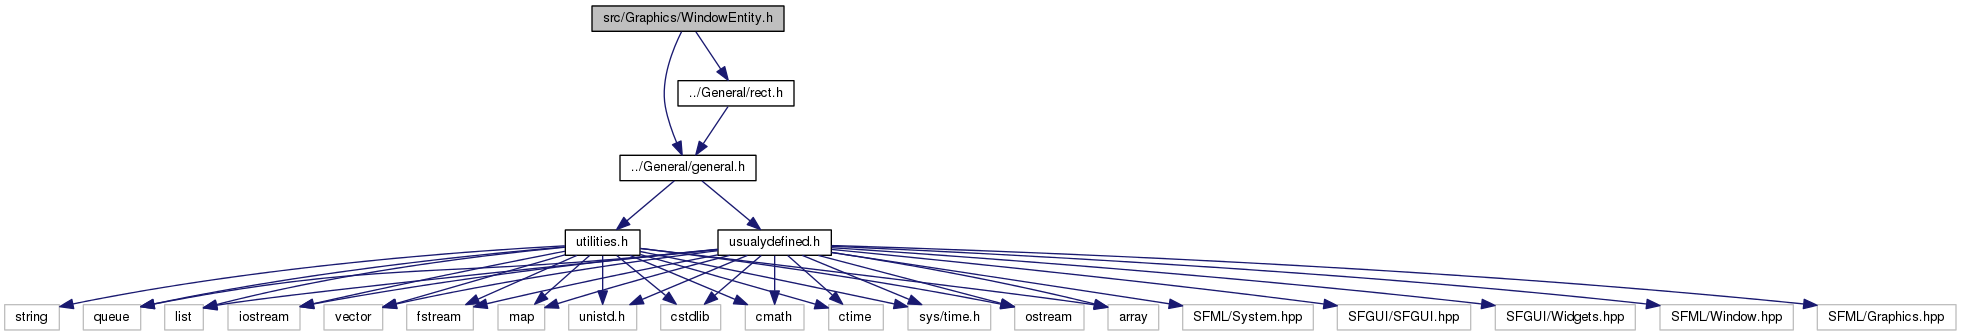 src/Graphics/WindowEntity.h
../General/rect.h
../General/general.h
utilities.h
usualydefined.h
string
queue
list
iostream
vector
fstream
map
unistd.h
cstdlib
cmath
ctime
sys/time.h
ostream
array
SFML/System.hpp
SFGUI/SFGUI.hpp
SFGUI/Widgets.hpp
SFML/Window.hpp
SFML/Graphics.hpp